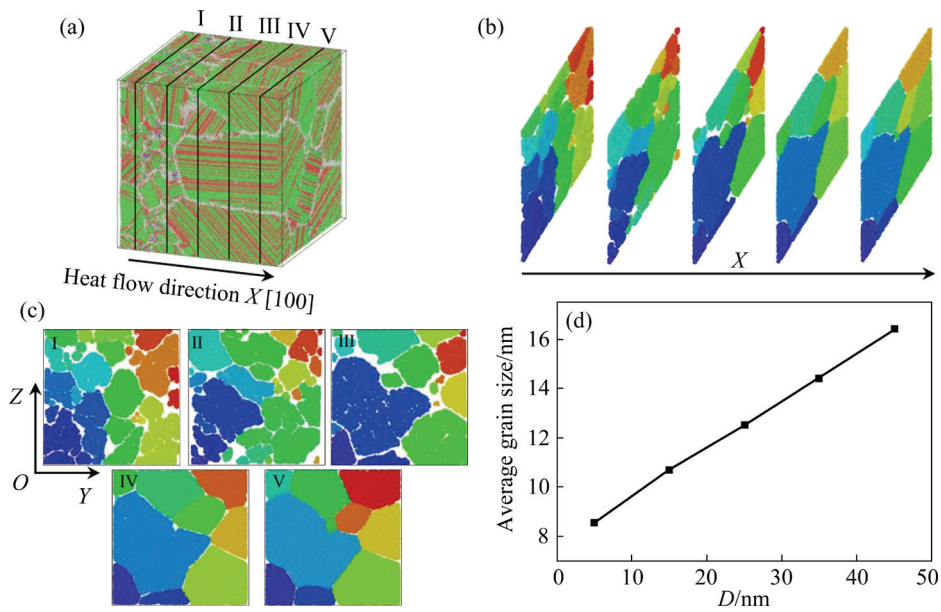 (a)
I II III IV V
Heat flow direction X [100]
(b)
X
(c)
I II III
Z
O Y
IV V
(d)
Average grain size/nm
16
14
12
10
8
0 10 20 30 40 50
D/nm